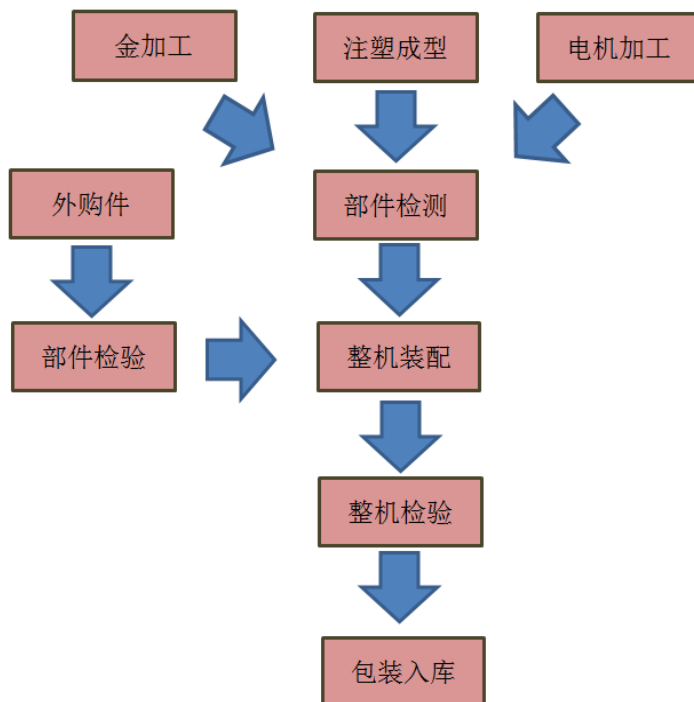 金加工
注塑成型
电机加工
外购件
部件检测
部件检验
整机装配
整机检验
包装入库